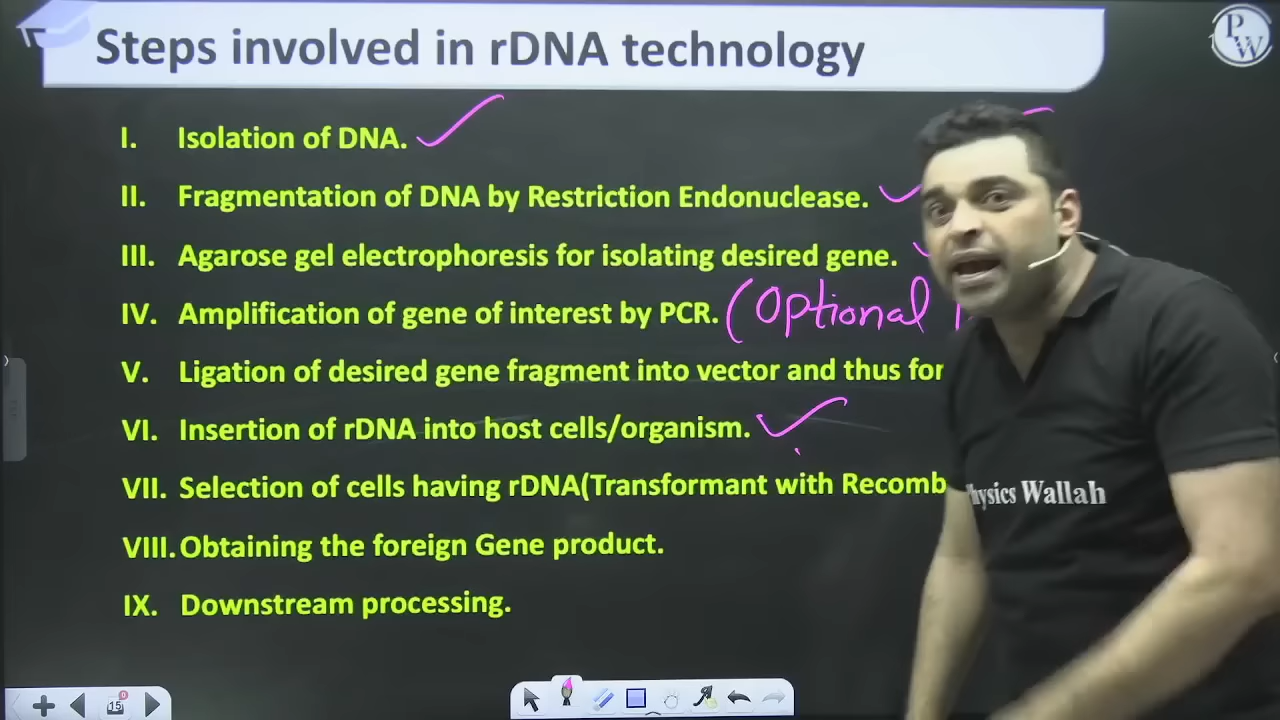 Steps involved in rDNA technology
PW
I. Isolation of DNA.
II. Fragmentation of DNA by Restriction Endonuclease.
III. Agarose gel electrophoresis for isolating desired gene.
IV. Amplification of gene of interest by PCR. (Optional
V. Ligation of desired gene fragment into vector and thus for
VI. Insertion of rDNA into host cells/organism.
VII. Selection of cells having rDNA(Transformant with Recomb
hysics Wallah
VIII. Obtaining the foreign Gene product.
IX. Downstream processing.
15